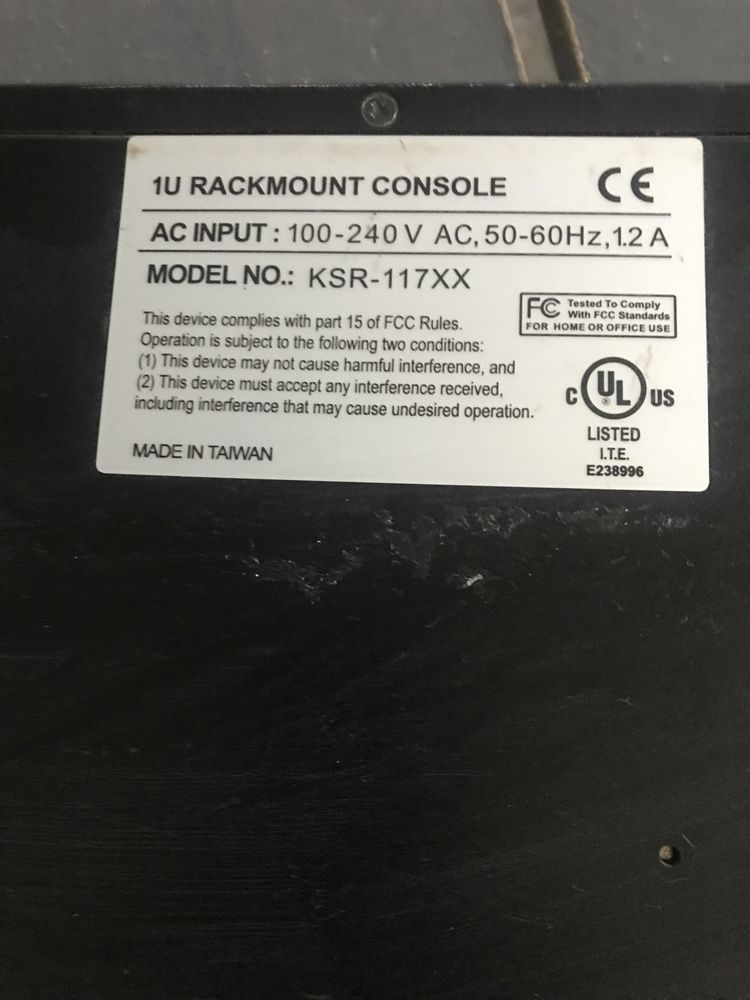 1U RACKMOUNT CONSOLE CE
AC INPUT : 100-240 V AC, 50-60Hz, 1.2 A
MODEL NO.: KSR-117XX
FC Tested To Comply
With FCC Standards
FOR HOME OR OFFICE USE
This device complies with part 15 of FCC Rules.
Operation is subject to the following two conditions:
(1) This device may not cause harmful interference, and
(2) This device must accept any interference received,
including interference that may cause undesired operation.
C UL ® US
LISTED
I.T.E.
E238996
MADE IN TAIWAN